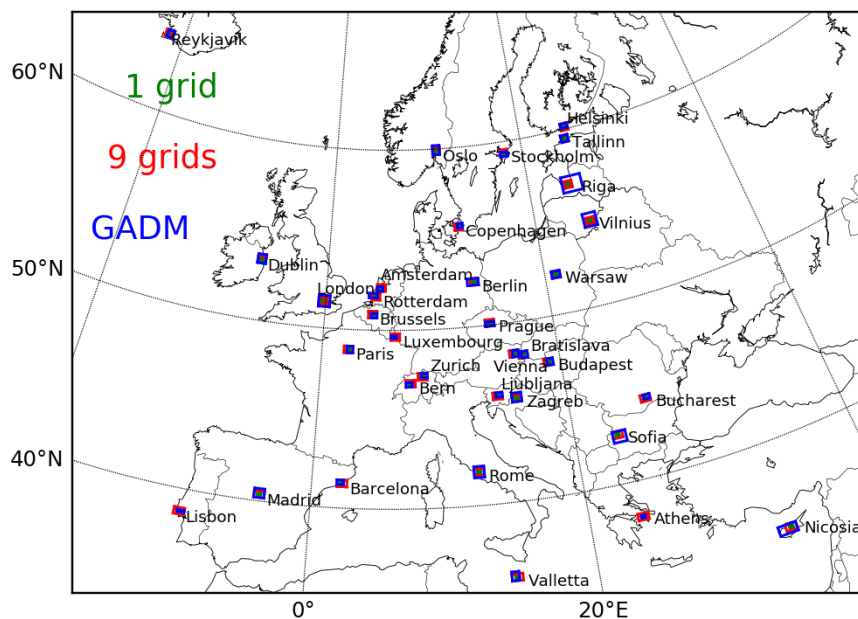 Reykjavik
60°N
1 grid
Helsinki
Tallinn
Oslo
Stockholm
9 grids
Riga
GADM
Vilnius
Copenhagen
50°N
Dublin
Amsterdam
Warsaw
London
Berlin
Rotterdam
Brussels
Prague
Luxembourg
Paris
Bratislava
Vienna
Budapest
Zurich
Bern
Ljubljana
Zagreb
Bucharest
Sofia
40°N
Rome
Barcelona
Madrid
Lisbon
Athens
Nicosia
Valletta
0°
20°E